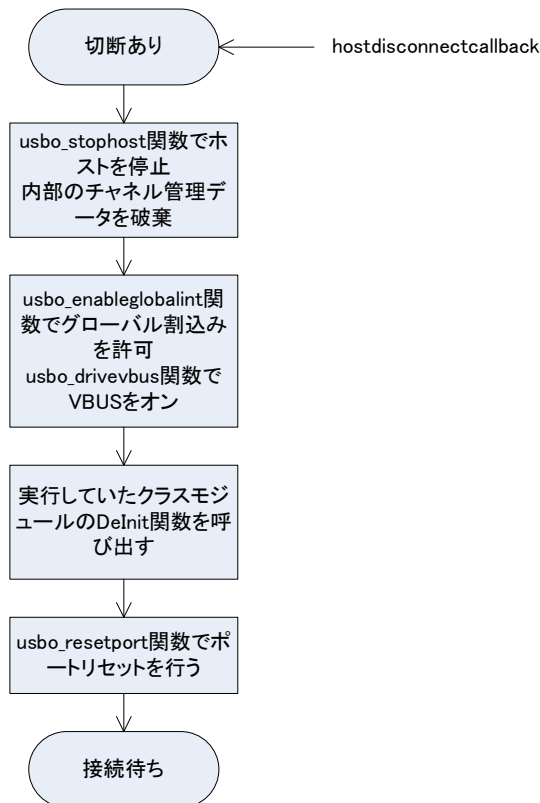 切断あり
hostdisconnectcallback
usbo_stophost関数でホ
ストを停止
内部のチャネル管理デ
ータを破棄
usbo_enableglobalint関
数でグローバル割込み
を許可
usbo_drivevbus関数で
VBUSをオン
実行していたクラスモジ
ュールのDeInit関数を呼
び出す
usbo_resetport関数でポ
ートリセットを行う
接続待ち